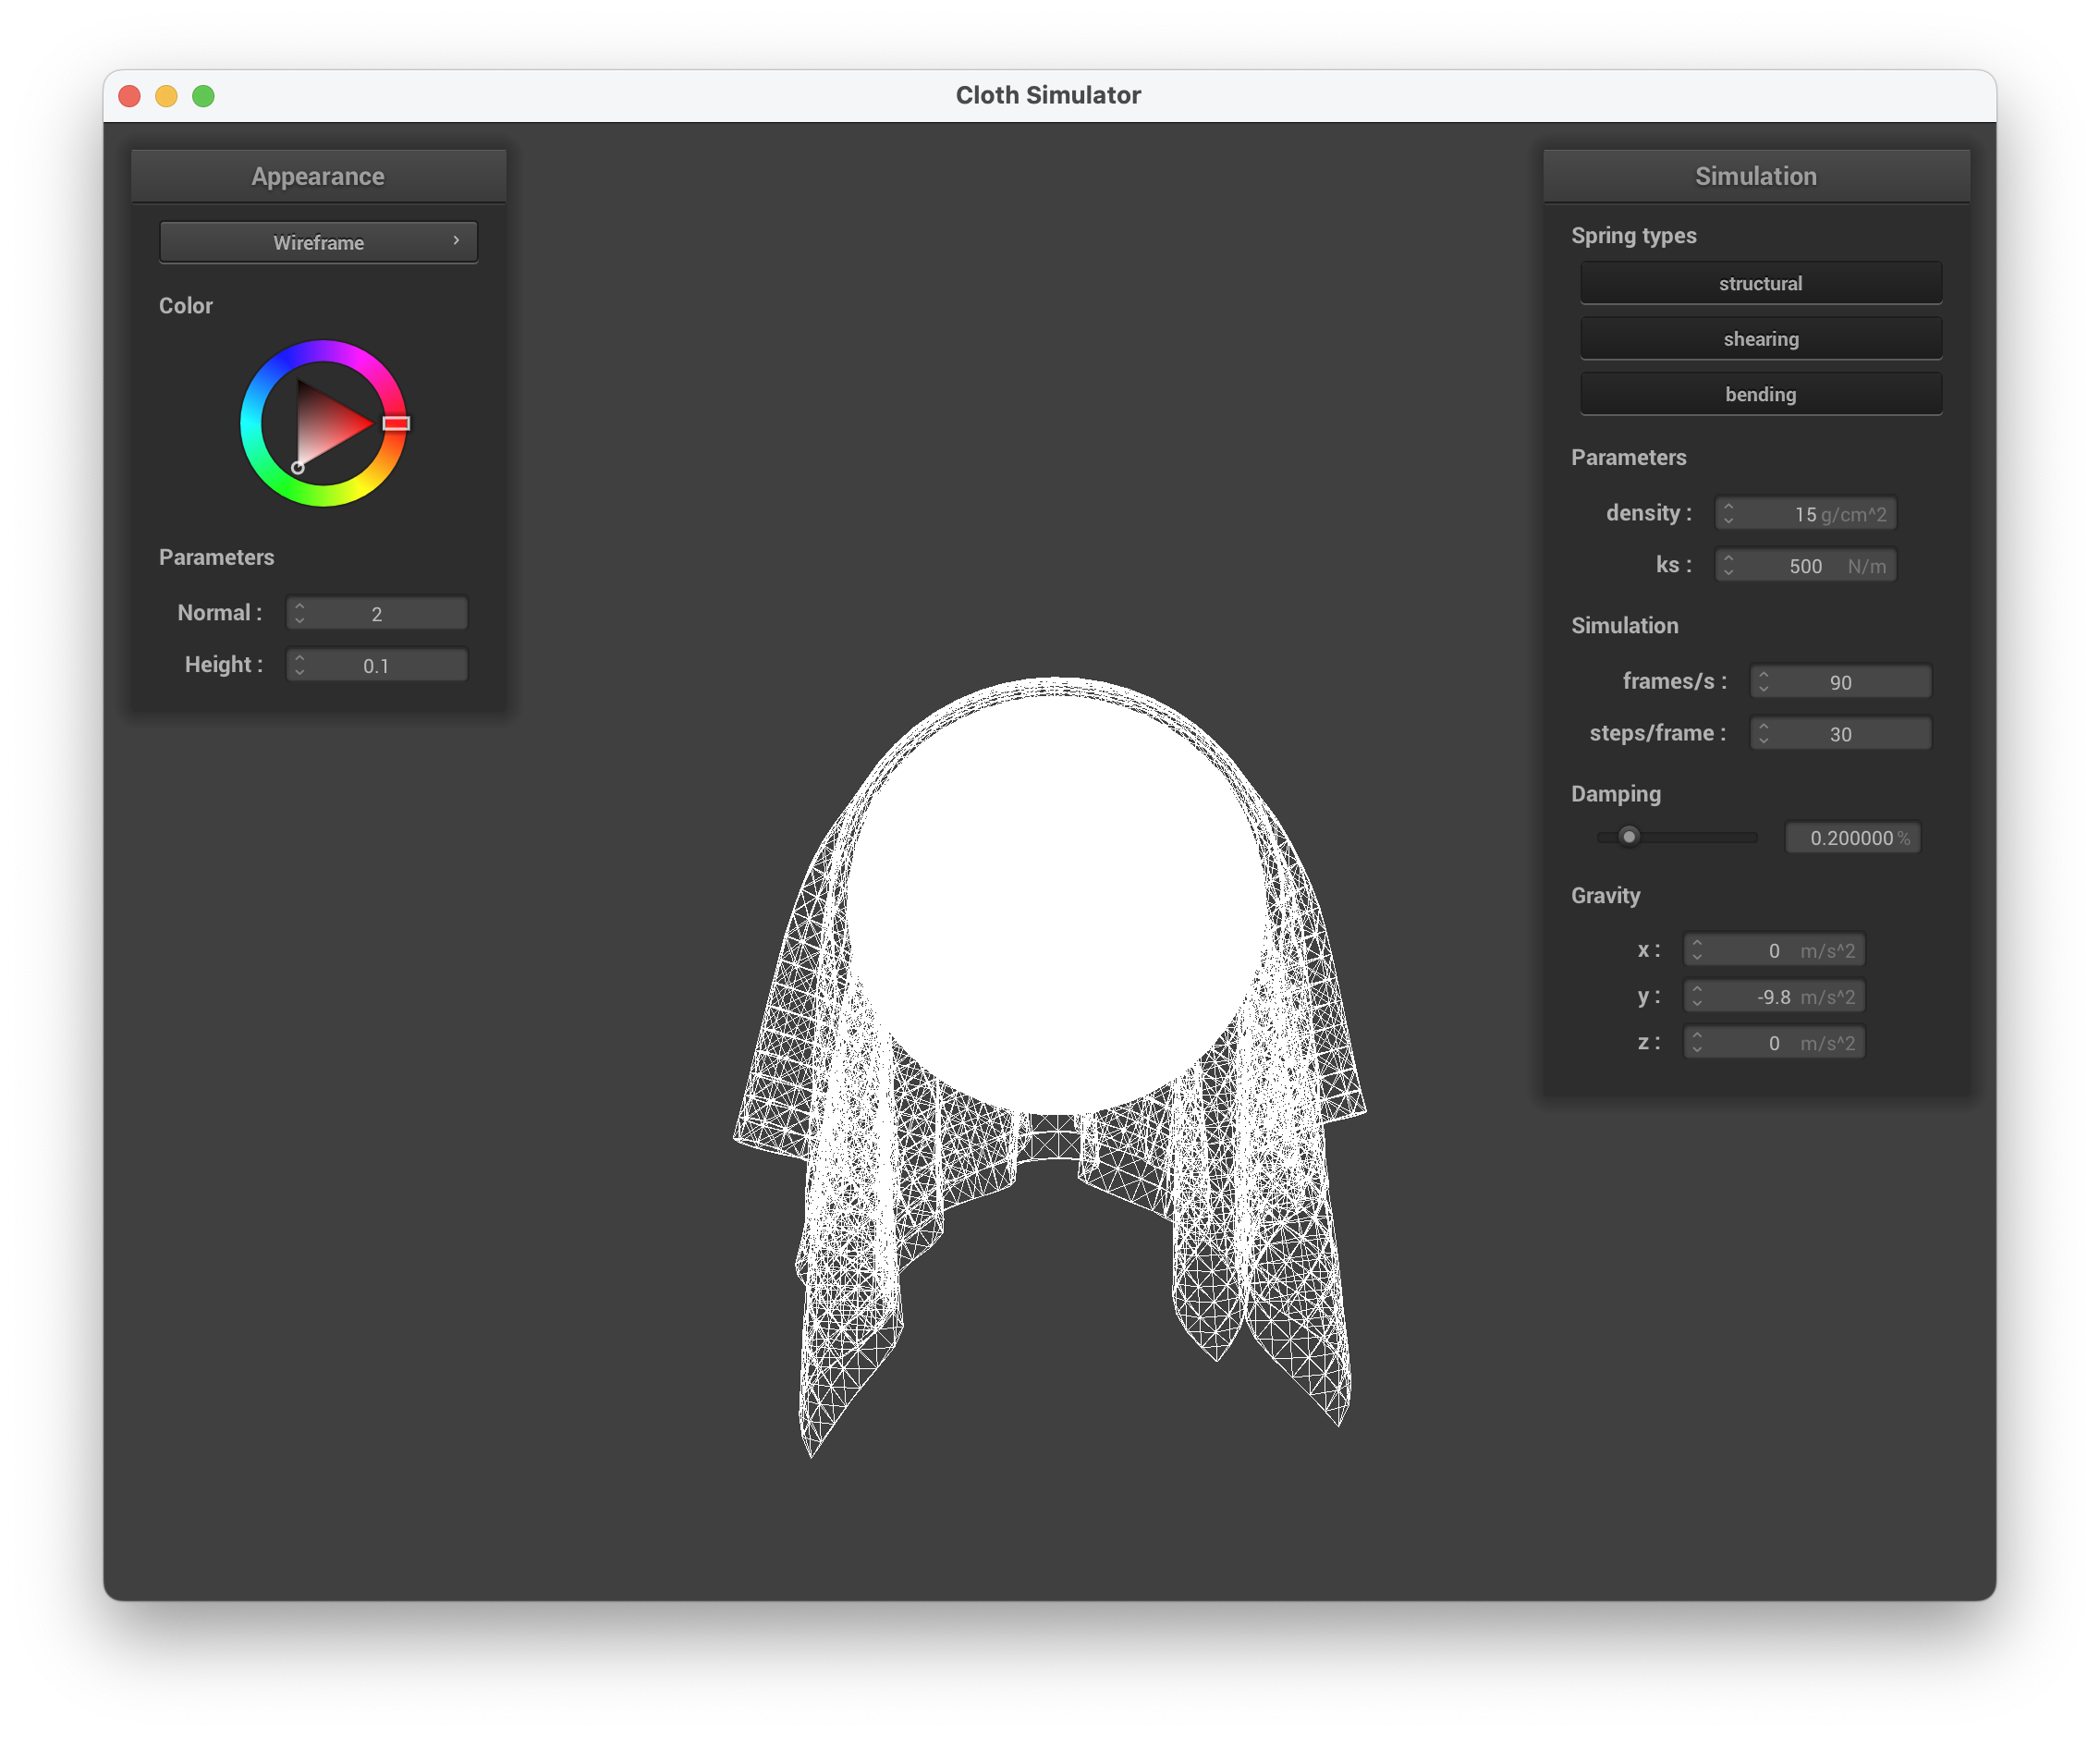 Cloth Simulator
Appearance
Wireframe
Color
Parameters
Normal : 2
Height : 0.1
Simulation
Spring types
structural
shearing
bending
Parameters
density : 15 g/cm^2
ks : 500 N/m
Simulation
frames/s : 90
steps/frame : 30
Damping
0.200000 %
Gravity
x : 0 m/s^2
y : -9.8 m/s^2
z : 0 m/s^2